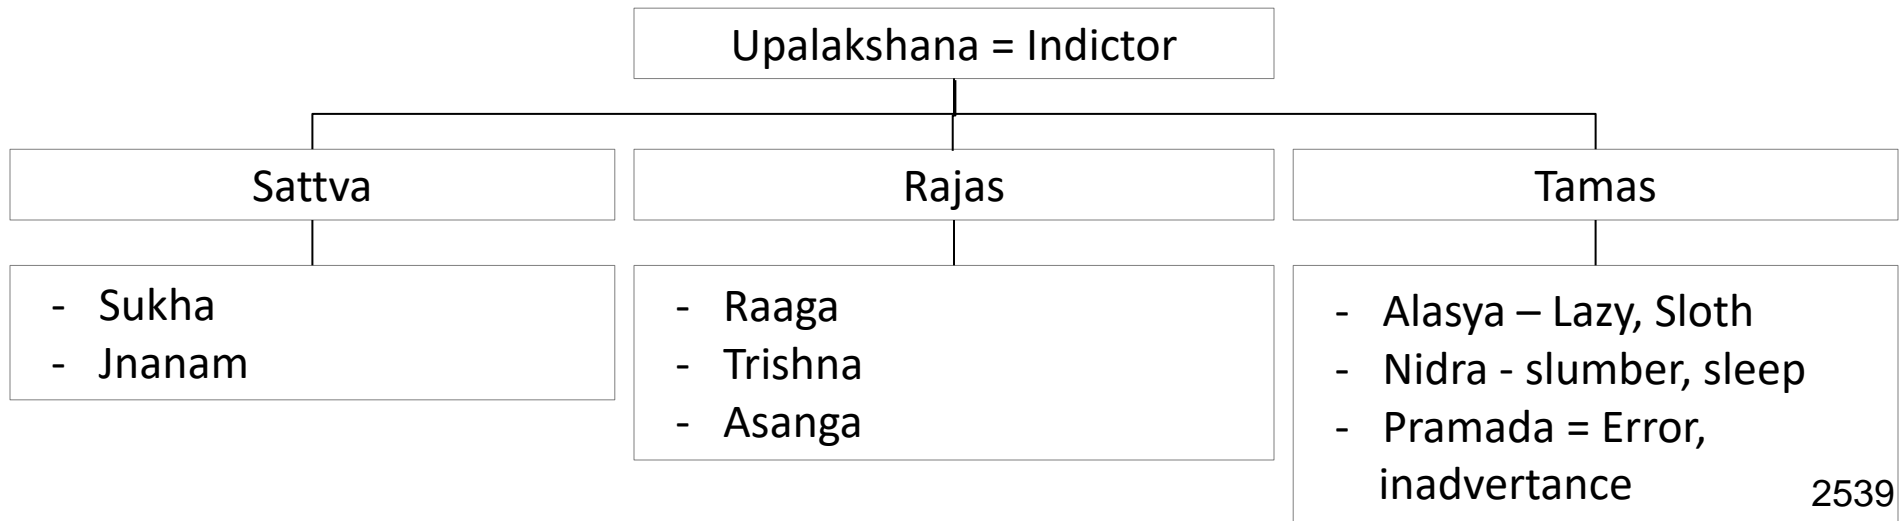 Upalakshana = Indictor
Sattva
Rajas
Tamas
- Sukha
- Jnanam
- Raaga
- Trishna
- Asanga
- Alasya – Lazy, Sloth
- Nidra - slumber, sleep
- Pramada = Error,
inadvertance
2539